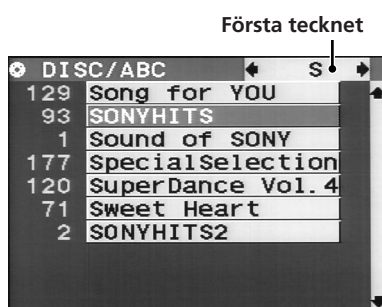 Första tecknet
DISC/ABC S
129 Song for YOU
93 SONYHITS
1 Sound of SONY
177 SpecialSelection
120 SuperDance Vol.4
71 Sweet Heart
2 SONYHITS2